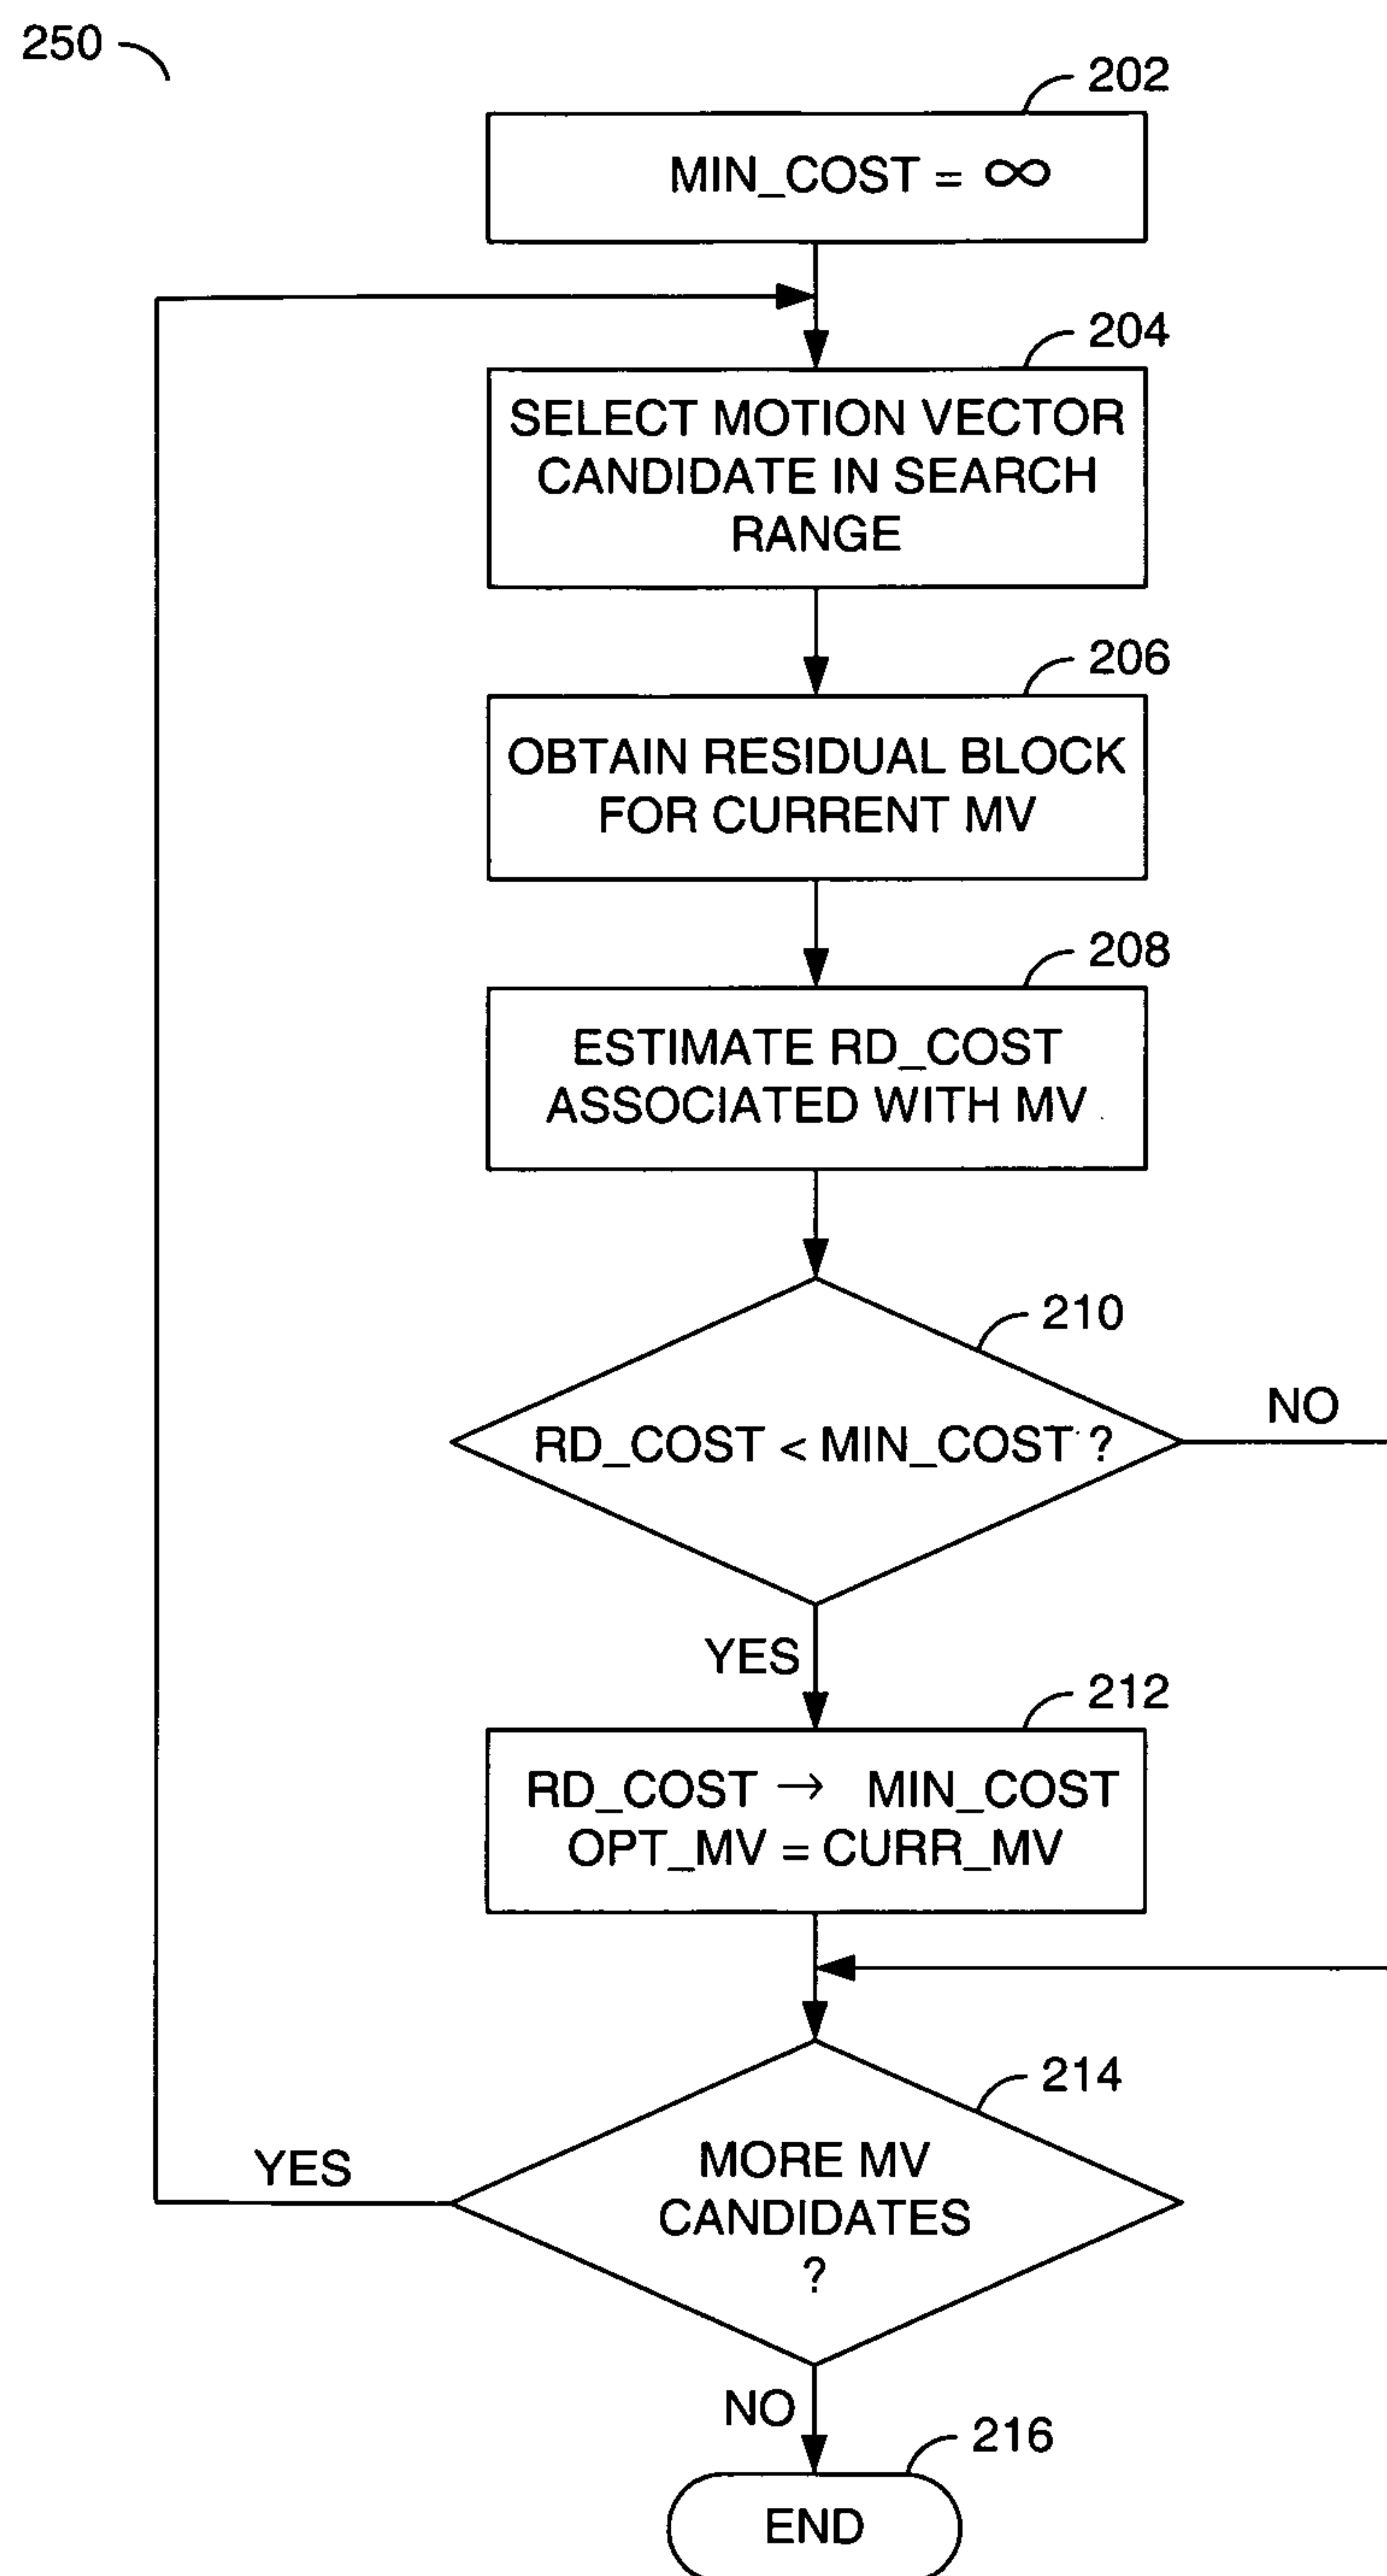 250
202
MIN_COST = ∞
204
SELECT MOTION VECTOR
CANDIDATE IN SEARCH
RANGE
206
OBTAIN RESIDUAL BLOCK
FOR CURRENT MV
208
ESTIMATE RD_COST
ASSOCIATED WITH MV
210
RD_COST < MIN_COST ?
NO
YES
212
RD_COST → MIN_COST
OPT_MV = CURR_MV
214
MORE MV
CANDIDATES
?
YES
NO
216
END